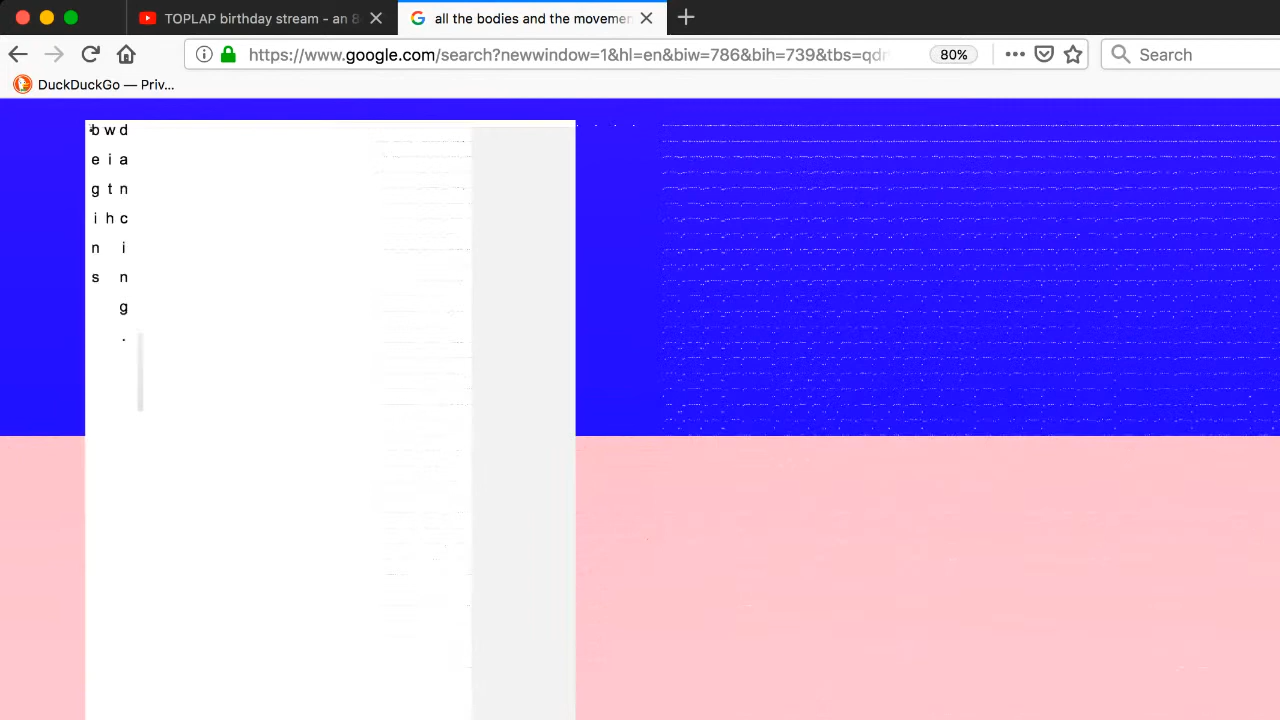 TOPLAP birthday stream - an 8
all the bodies and the movemen
https://www.google.com/search?newwindow=1&hl=en&biw=786&bih=739&tbs=qdr
80%
Search
DuckDuckGo — Priv...
b w d
e i a
g t n
i h c
n i
s n
g
.